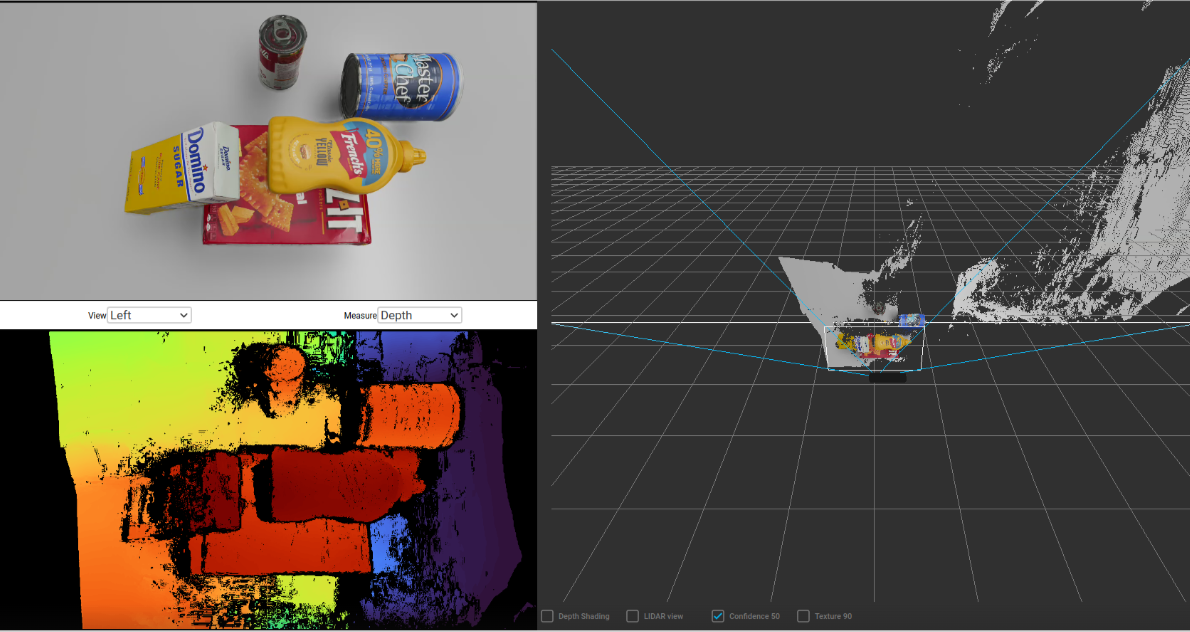 Master
Chef
40%
French's
Classic
YELLOW
Domino
Domino
SUGAR
Z-IT
View Left
Measure Depth
Depth Shading
LIDAR view
Confidence 50
Texture 90